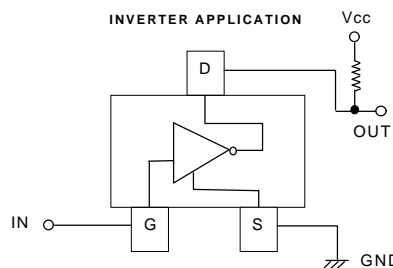 INVERTER APPLICATION
Vcc
D
OUT
IN
G
S
GND